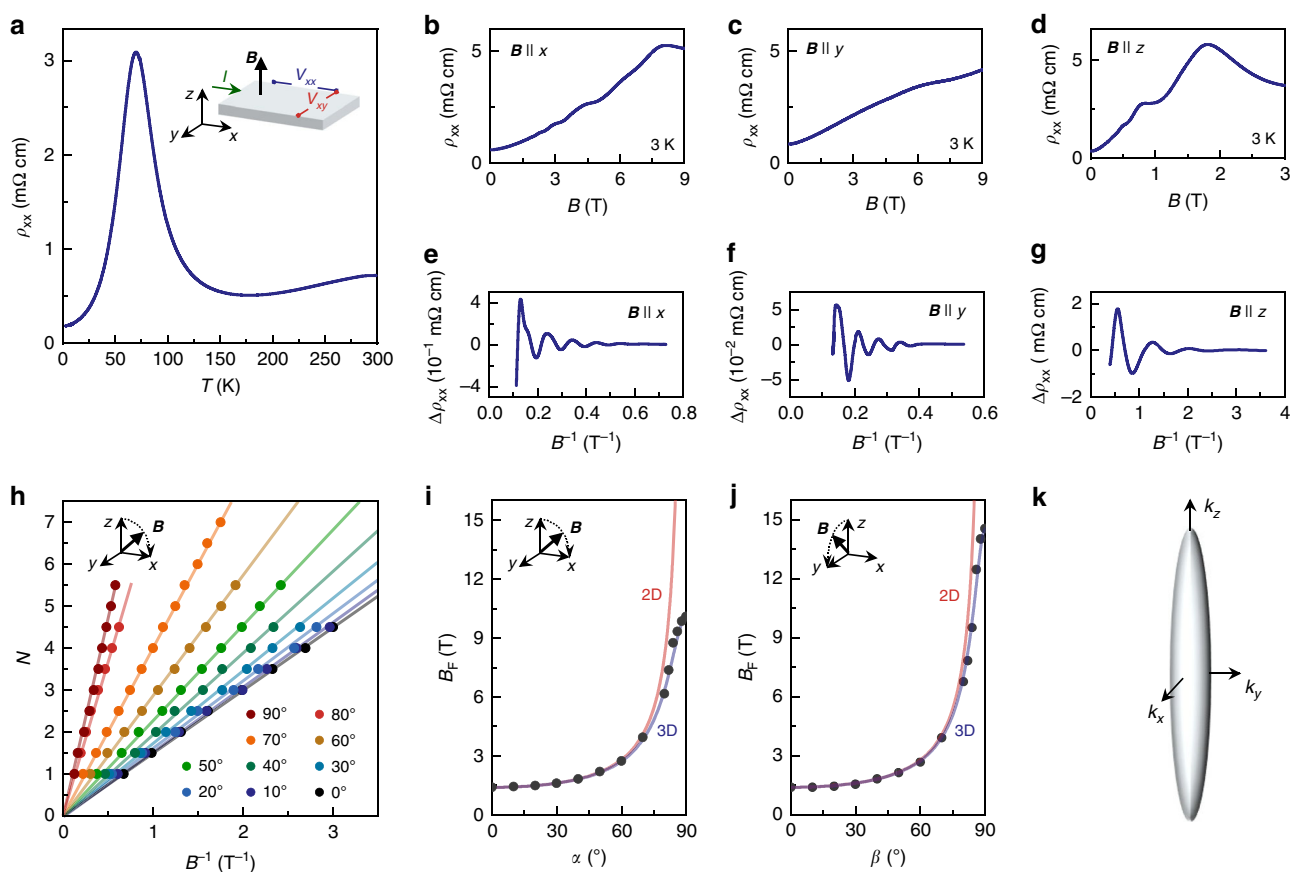 a
ρxx (mΩ cm)
3
2
1
0
0 50 100 150 200 250 300
T (K)
I
B
Vxx
Vxy
z
y
x
b
B || x
ρxx (mΩ cm)
5
0
3 K
0 3 6 9
B (T)
c
B || y
ρxx (mΩ cm)
5
0
3 K
0 3 6 9
B (T)
d
B || z
ρxx (mΩ cm)
5
0
3 K
0 1 2 3
B (T)
e
B || x
Δρxx (10−1 mΩ cm)
4
0
−4
0.0 0.2 0.4 0.6 0.8
B−1 (T−1)
f
B || y
Δρxx (10−2 mΩ cm)
5
0
−5
0.0 0.2 0.4 0.6
B−1 (T−1)
g
B || z
Δρxx ( mΩ cm)
2
0
−2
0 1 2 3 4
B−1 (T−1)
h
N
7
6
5
4
3
2
1
0
0 1 2 3
B−1 (T−1)
z
B
y
x
90° 80°
70° 60°
50° 40° 30°
20° 10° 0°
i
BF (T)
15
12
9
6
3
0
0 30 60 90
α (°)
z
B
y
x
2D
3D
j
BF (T)
15
12
9
6
3
0
0 30 60 90
β (°)
B
z
y
x
2D
3D
k
kz
ky
kx